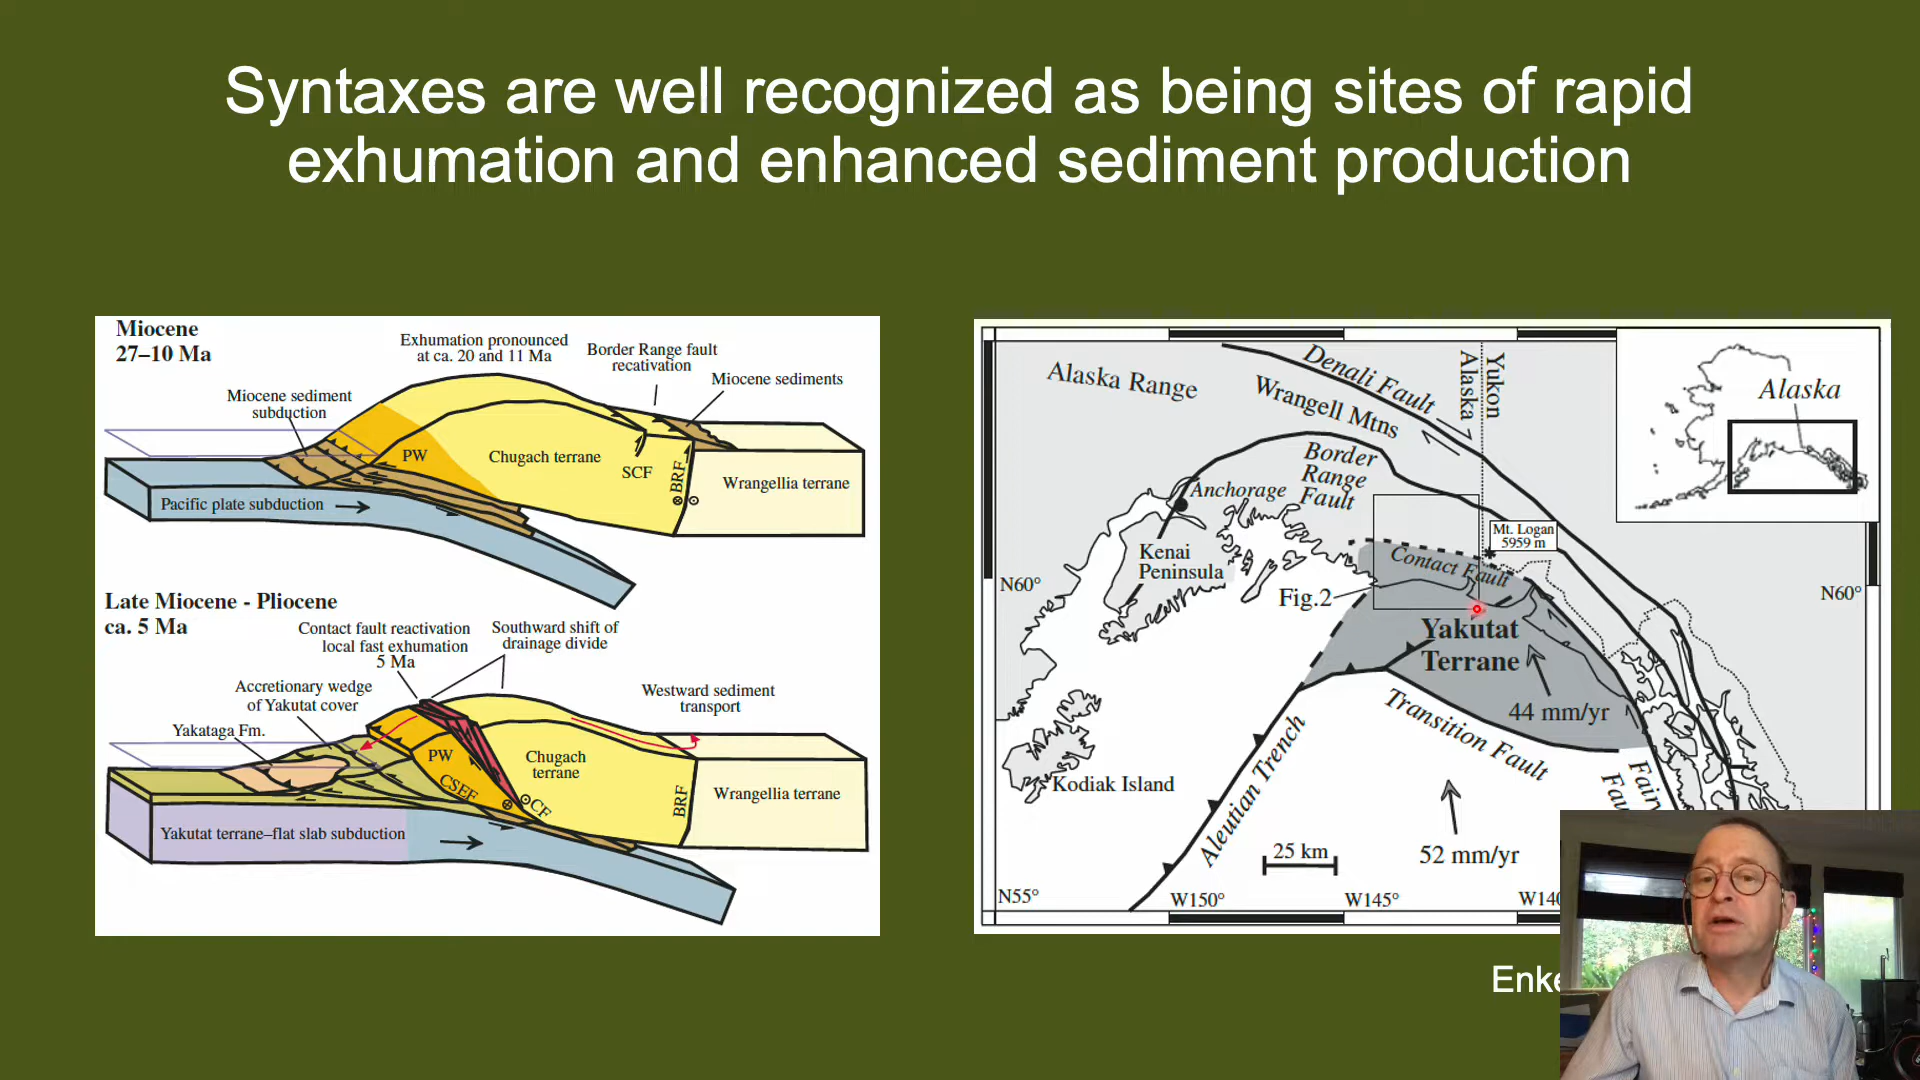 Syntaxes are well recognized as being sites of rapid
exhumation and enhanced sediment production
Miocene
27–10 Ma
Exhumation pronounced
at ca. 20 and 11 Ma
Border Range fault
recativation
Miocene sediments
Miocene sediment
subduction
PW
Chugach terrane
SCF
BRF
Wrangellia terrane
Pacific plate subduction
Late Miocene - Pliocene
ca. 5 Ma
Contact fault reactivation
local fast exhumation
5 Ma
Southward shift of
drainage divide
Accretionary wedge
of Yakutat cover
Westward sediment
transport
Yakataga Fm.
PW
Chugach
terrane
CSEF
CF
BRF
Wrangellia terrane
Yakutat terrane–flat slab subduction
Alaska Range
Denali Fault
Wrangell Mtns
Alaska
Yukon
Alaska
Border
Range
Fault
Anchorage
Mt. Logan
5959 m
Kenai
Peninsula
Contact Fault
N60°
N60°
Fig.2
Yakutat
Terrane
44 mm/yr
Transition Fault
Kodiak Island
Aleutian Trench
Fair
Fau
25 km
52 mm/yr
N55°
W150°
W145°
W140
Enke